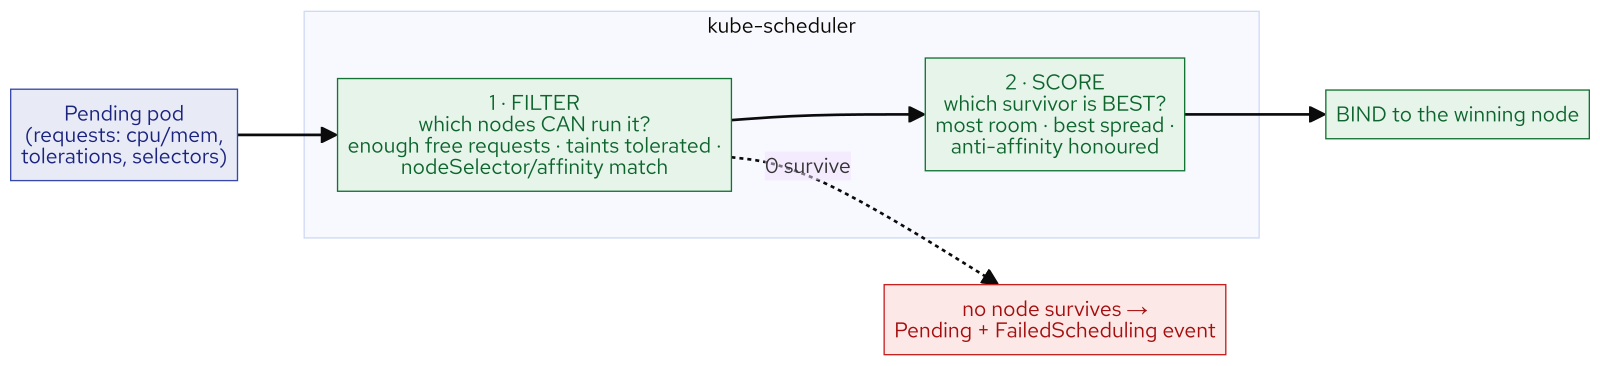 kube-scheduler
Pending pod
(requests: cpu/mem,
tolerations, selectors)
1 · FILTER
which nodes CAN run it?
enough free requests · taints tolerated ·
nodeSelector/affinity match
0 survive
2 · SCORE
which survivor is BEST?
most room · best spread ·
anti-affinity honoured
BIND to the winning node
no node survives →
Pending + FailedScheduling event